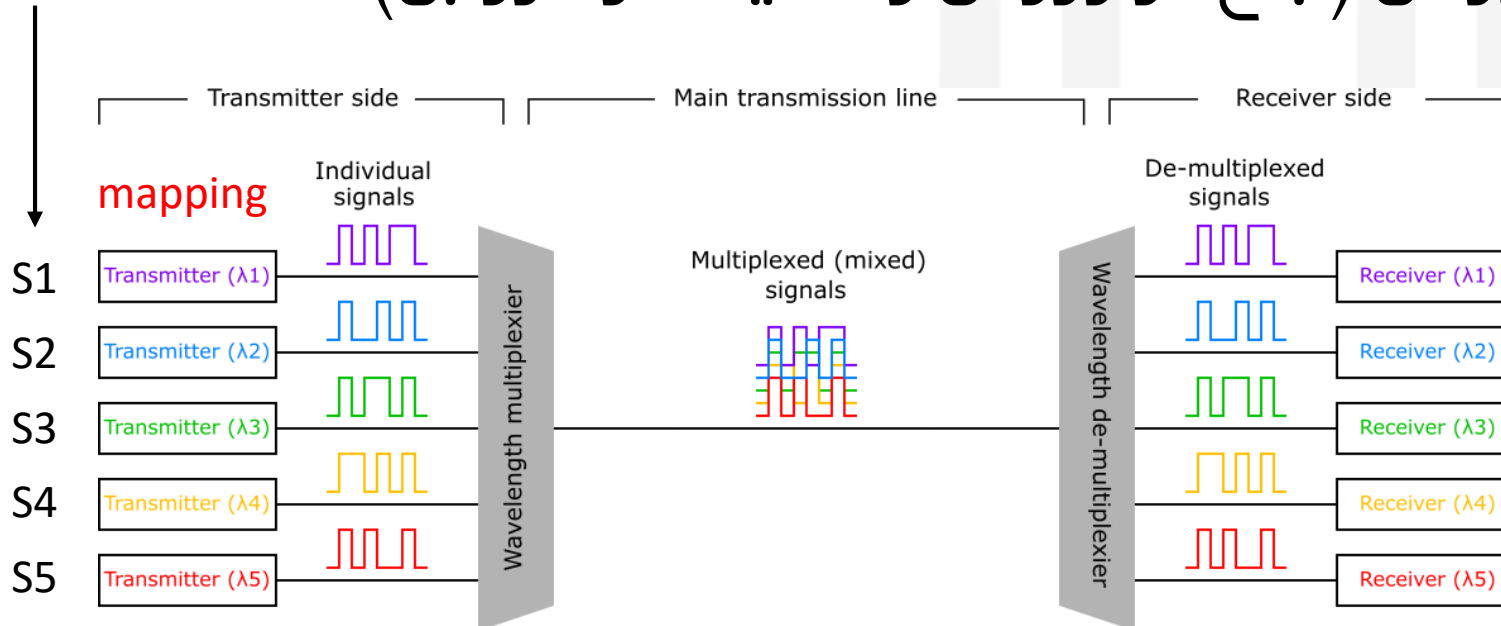 Transmitter side
Main transmission line
Receiver side
mapping
Individual
signals
De-multiplexed
signals
Multiplexed (mixed)
signals
S1
Transmitter (λ1)
Receiver (λ1)
S2
Transmitter (λ2)
Receiver (λ2)
S3
Transmitter (λ3)
Receiver (λ3)
S4
Transmitter (λ4)
Receiver (λ4)
S5
Transmitter (λ5)
Receiver (λ5)
Wavelength multiplexier
Wavelength de-multiplexier